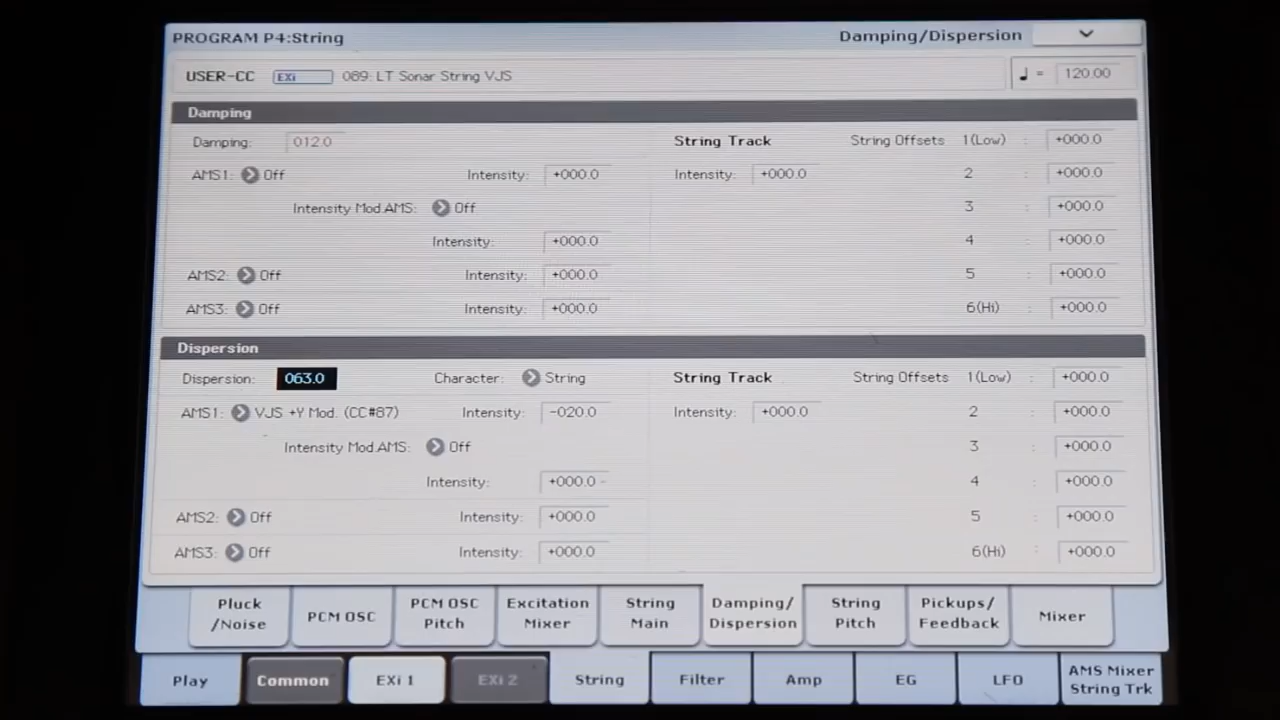 PROGRAM P4:String Damping/Dispersion
USER-CC EXi 089: LT Sonar String VJS ♩ = 120.00
Damping
Damping: 012.0 String Track String Offsets 1(Low) : +000.0
AMS1: Off Intensity: +000.0 Intensity: +000.0 2 : +000.0
Intensity Mod.AMS: Off 3 : +000.0
Intensity: +000.0 4 : +000.0
AMS2: Off Intensity: +000.0 5 : +000.0
AMS3: Off Intensity: +000.0 6(Hi) : +000.0
Dispersion
Dispersion: 063.0 Character: String String Track String Offsets 1(Low) : +000.0
AMS1: VJS +Y Mod. (CC#87) Intensity: -020.0 Intensity: +000.0 2 : +000.0
Intensity Mod.AMS: Off 3 : +000.0
Intensity: +000.0 4 : +000.0
AMS2: Off Intensity: +000.0 5 : +000.0
AMS3: Off Intensity: +000.0 6(Hi) : +000.0
Pluck
/Noise
PCM OSC
PCM OSC
Pitch
Excitation
Mixer
String
Main
Damping/
Dispersion
String
Pitch
Pickups/
Feedback
Mixer
Play
Common
EXi 1
EXi 2
String
Filter
Amp
EG
LFO
AMS Mixer
String Trk